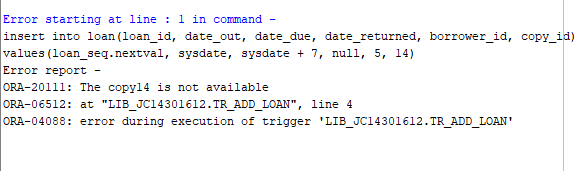 Error starting at line : 1 in command -
insert into loan(loan_id, date_out, date_due, date_returned, borrower_id, copy_id)
values(loan_seq.nextval, sysdate, sysdate + 7, null, 5, 14)
Error report -
ORA-20111: The copy14 is not available
ORA-06512: at "LIB_JC14301612.TR_ADD_LOAN", line 4
ORA-04088: error during execution of trigger 'LIB_JC14301612.TR_ADD_LOAN'